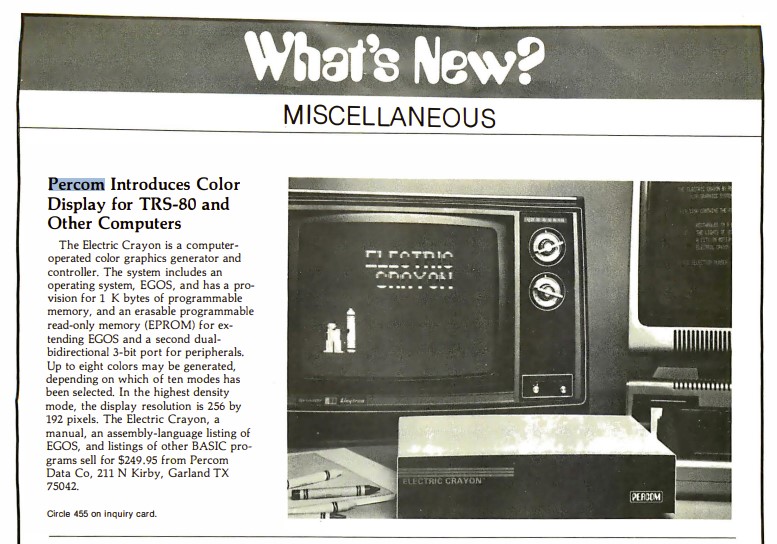 What's New?
MISCELLANEOUS
Percom Introduces Color
Display for TRS-80 and
Other Computers
The Electric Crayon is a computer-
operated color graphics generator and
controller. The system includes an
operating system, EGOS, and has a pro-
vision for 1 K bytes of programmable
memory, and an erasable programmable
read-only memory (EPROM) for ex-
tending EGOS and a second dual-
bidirectional 3-bit port for peripherals.
Up to eight colors may be generated,
depending on which of ten modes has
been selected. In the highest density
mode, the display resolution is 256 by
192 pixels. The Electric Crayon, a
manual, an assembly-language listing of
EGOS, and listings of other BASIC pro-
grams sell for $249.95 from Percom
Data Co, 211 N Kirby, Garland TX
75042.
Circle 455 on inquiry card.
ELECTRIC
CRAYON
ELECTRIC CRAYON
PERCOM